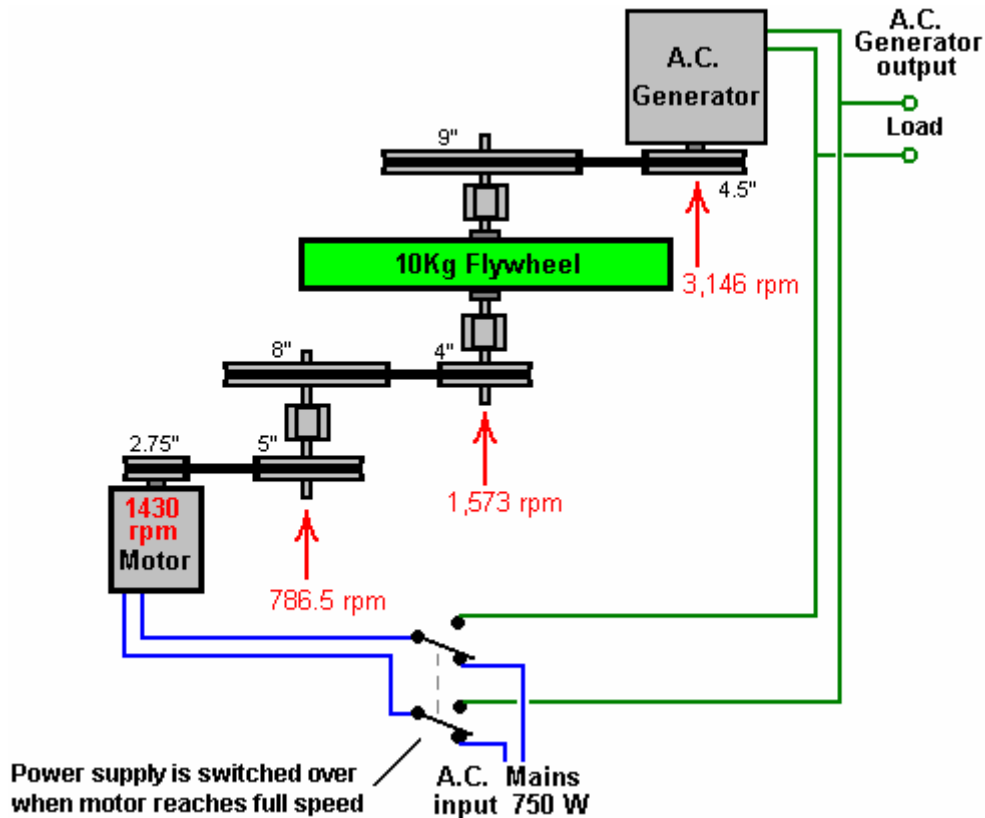 A.C.
Generator
output
A.C.
Generator
Load
9"
4.5"
10Kg Flywheel
3,146 rpm
8"
4"
2.75"
5"
1,573 rpm
1430
rpm
Motor
786.5 rpm
Power supply is switched over
when motor reaches full speed
A.C. Mains
input 750 W